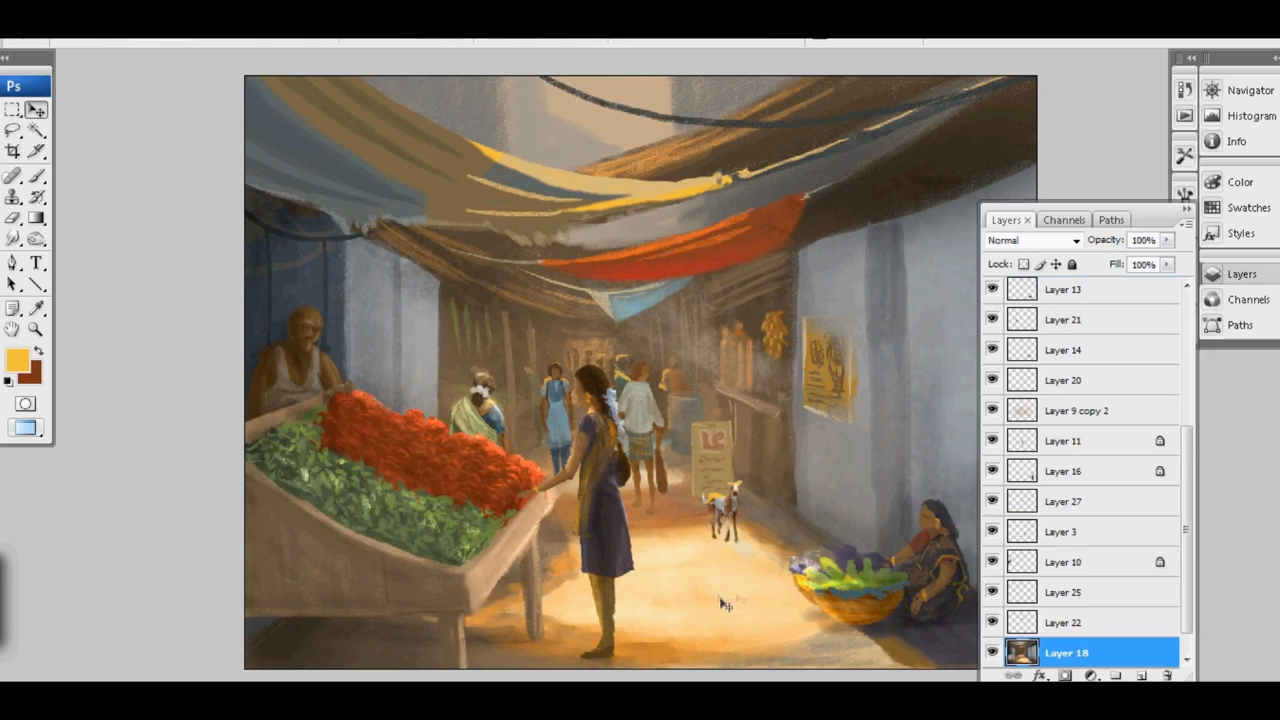 Ps
Navigator
Histogram
Info
Color
Swatches
Styles
Layers
Channels
Paths
Layers × Channels Paths
Normal Opacity: 100%
Lock: Fill: 100%
Layer 13
Layer 21
Layer 14
Layer 20
Layer 9 copy 2
Layer 11
Layer 16
Layer 27
Layer 3
Layer 10
Layer 25
Layer 22
Layer 18